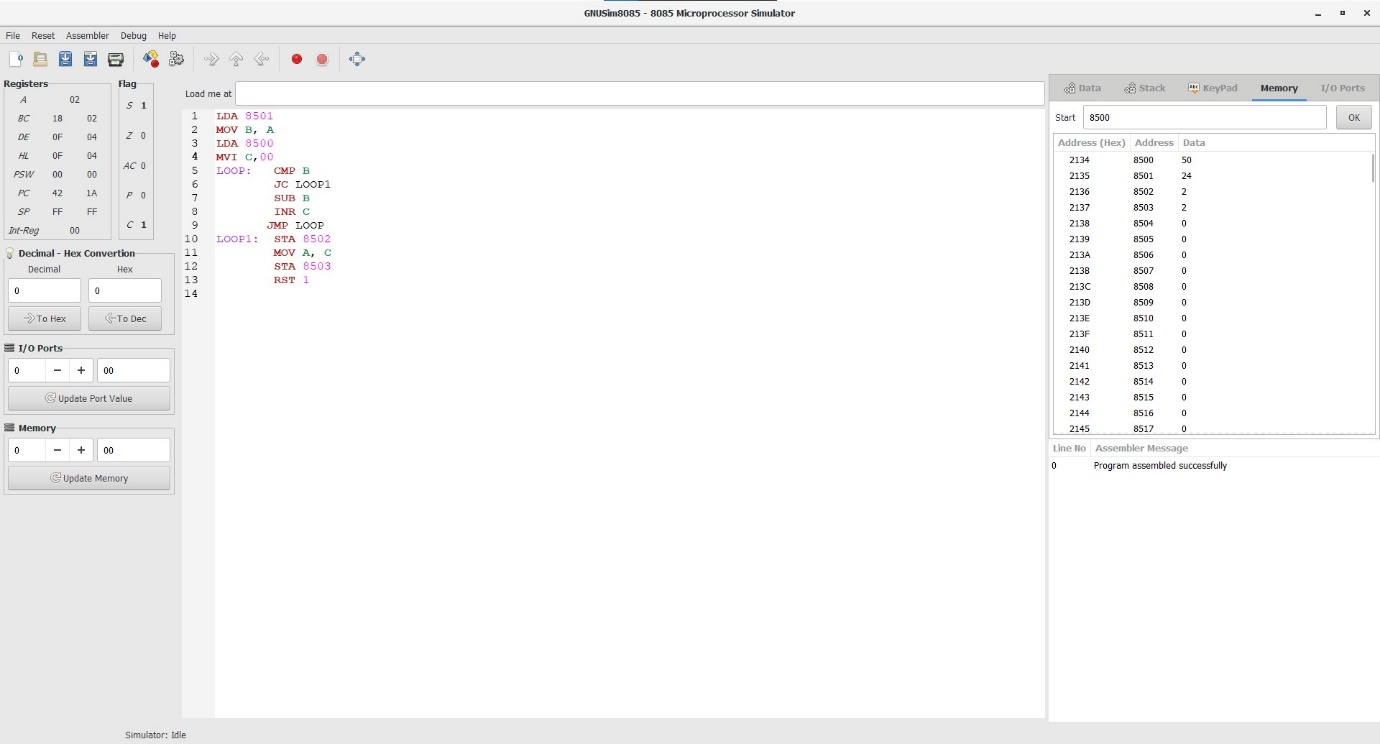 GNUSim8085 - 8085 Microprocessor Simulator
File Reset Assembler Debug Help
Registers
A 02
BC 18 02
DE 0F 04
HL 0F 04
PSW 00 00
PC 42 1A
SP FF FF
Int-Reg 00
Flag
S 1
Z 0
AC 0
P 0
C 1
Decimal - Hex Convertion
Decimal Hex
0 0
To Hex To Dec
I/O Ports
0 − + 00
Update Port Value
Memory
0 − + 00
Update Memory
Load me at
1 LDA 8501
2 MOV B, A
3 LDA 8500
4 MVI C,00
5 LOOP: CMP B
6 JC LOOP1
7 SUB B
8 INR C
9 JMP LOOP
10 LOOP1: STA 8502
11 MOV A, C
12 STA 8503
13 RST 1
14
Data Stack ABC KeyPad Memory I/O Ports
Start 8500 OK
Address (Hex) Address Data
2134 8500 50
2135 8501 24
2136 8502 2
2137 8503 2
2138 8504 0
2139 8505 0
213A 8506 0
213B 8507 0
213C 8508 0
213D 8509 0
213E 8510 0
213F 8511 0
2140 8512 0
2141 8513 0
2142 8514 0
2143 8515 0
2144 8516 0
2145 8517 0
Line No Assembler Message
0 Program assembled successfully
Simulator: Idle